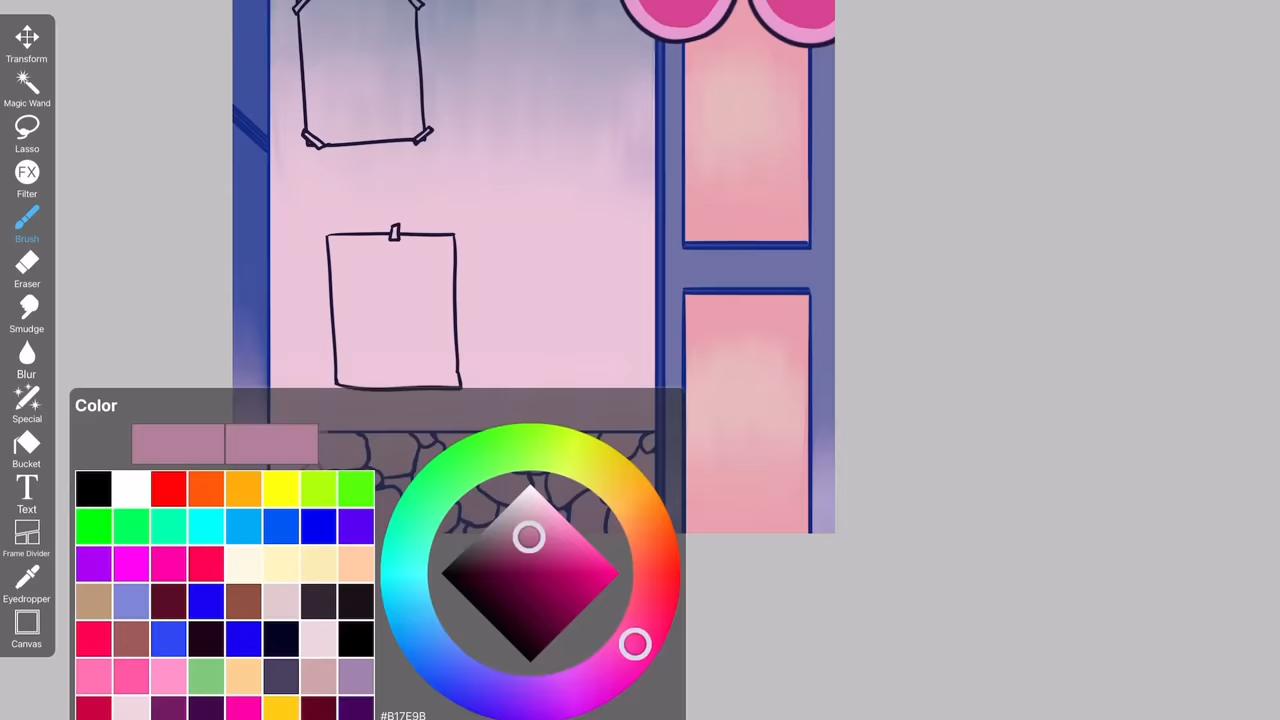 Transform
Magic Wand
Lasso
FX
Filter
Brush
Eraser
Smudge
Blur
Special
Bucket
T
Text
Frame Divider
Eyedropper
Canvas
Color
#B17E9B